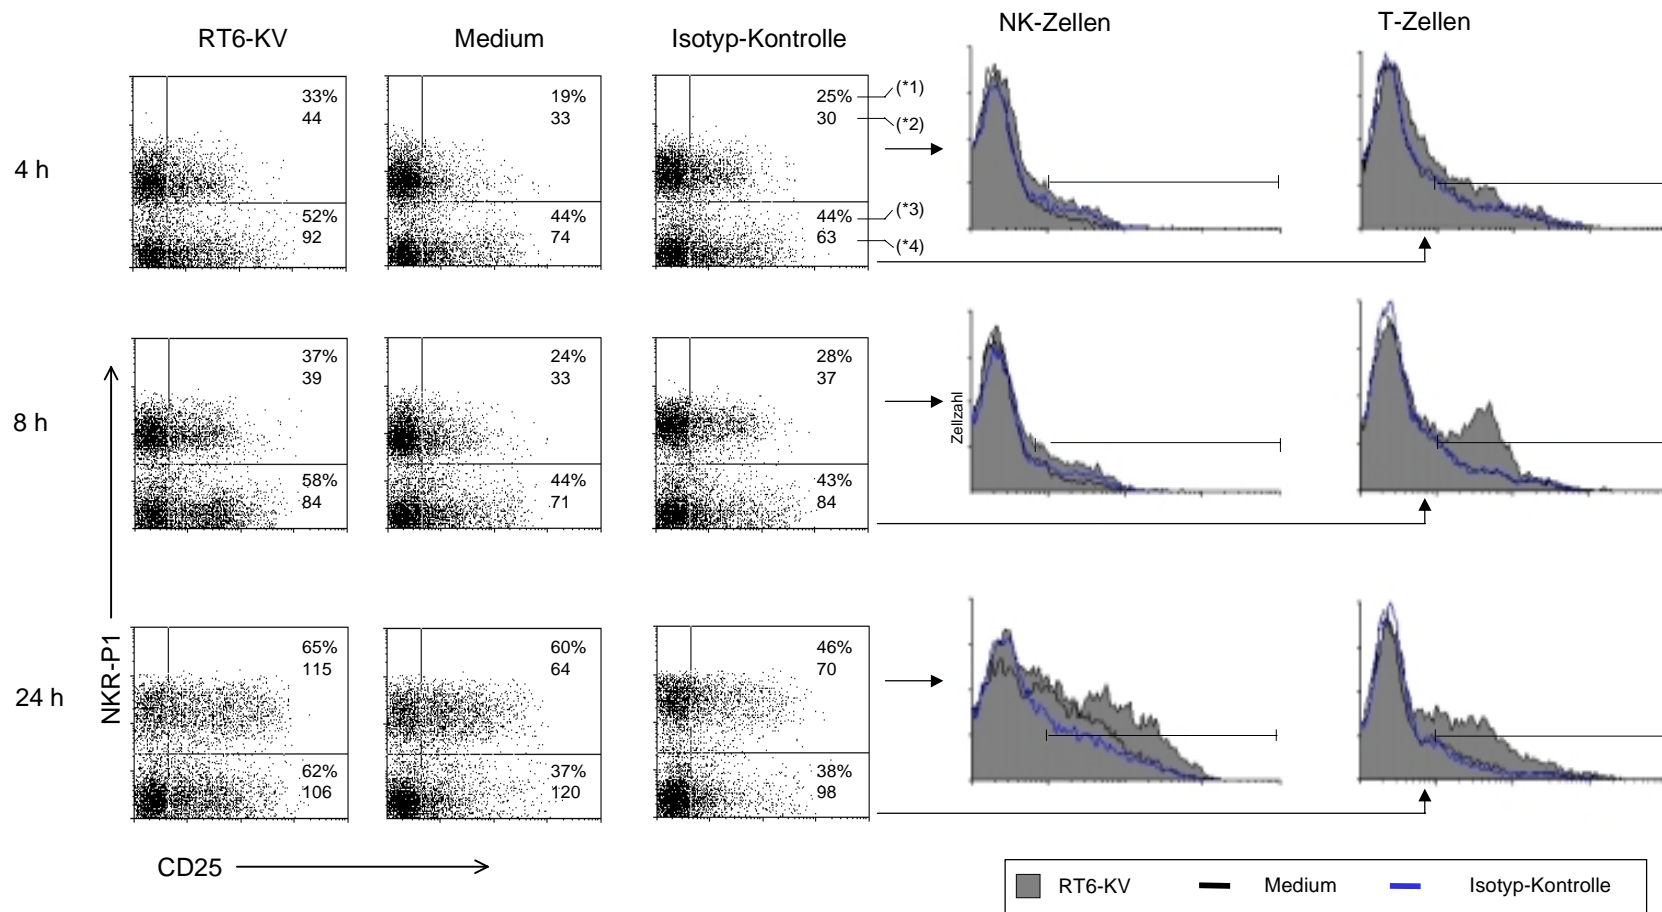 RT6-KV
Medium
Isotyp-Kontrolle
NK-Zellen
T-Zellen
4 h
33%
44
52%
92
19%
33
44%
74
25%
30
44%
63
(*1)
(*2)
(*3)
(*4)
8 h
37%
39
58%
84
24%
33
44%
71
28%
37
43%
84
Zellzahl
24 h
65%
115
62%
106
60%
64
37%
120
46%
70
38%
98
NKR-P1
CD25
RT6-KV
Medium
Isotyp-Kontrolle